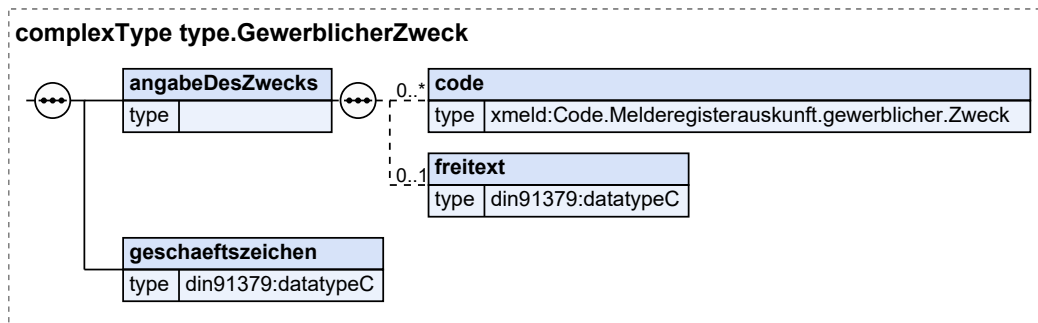 complexType type.GewerblicherZweck
angabeDesZwecks
type
0..*
code
type xmeld:Code.Melderegisterauskunft.gewerblicher.Zweck
0..1
freitext
type din91379:datatypeC
geschaeftszeichen
type din91379:datatypeC